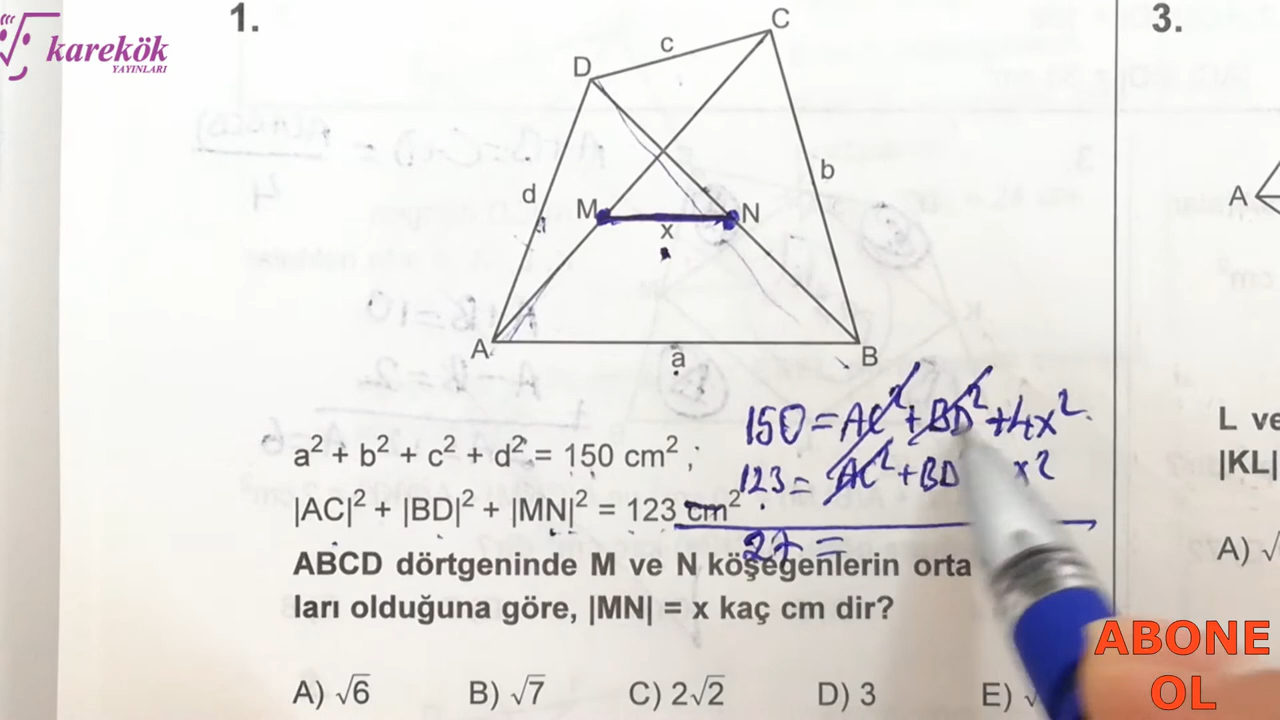 1.
3.
karekök
YAYINLARI
C
D
c
d
b
M
N
x
A
A
B
a
150 = AC² + BD² + 4x²
a² + b² + c² + d² = 150 cm² ;
123 = AC² + BD x²
|AC|² + |BD|² + |MN|² = 123 cm²
27 =
ABCD dörtgeninde M ve N köşegenlerin orta
ları olduğuna göre, |MN| = x kaç cm dir?
A) √6 B) √7 C) 2√2 D) 3 E) √
L ve
|KL|
A) √
ABONE
OL